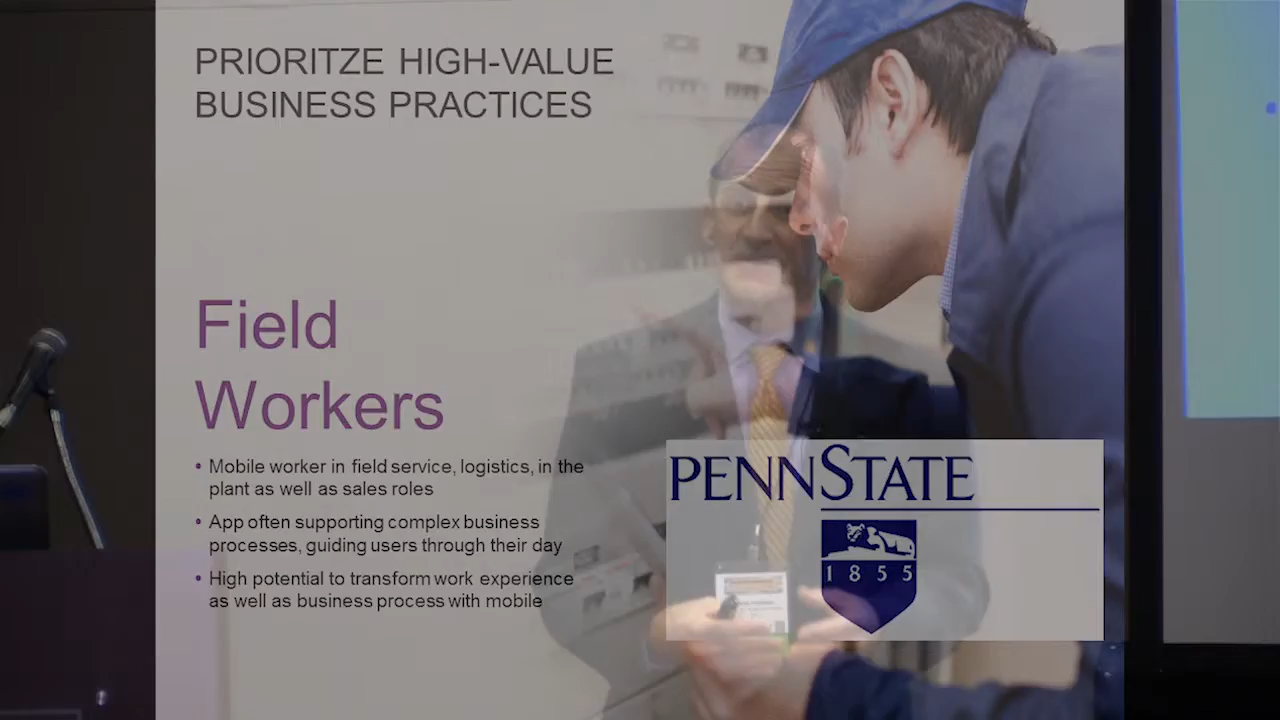 PRIORITZE HIGH-VALUE
BUSINESS PRACTICES
Field
Workers
• Mobile worker in field service, logistics, in the
plant as well as sales roles
• App often supporting complex business
processes, guiding users through their day
• High potential to transform work experience
as well as business process with mobile
PENNSTATE
1855